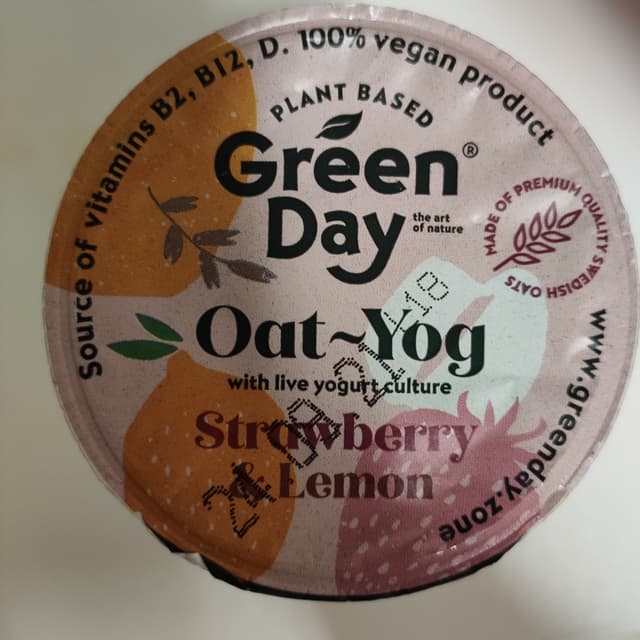 Source of vitamins B2, B12, D. 100% vegan product
PLANT BASED
Green®
Day
the art
of nature
MADE OF PREMIUM QUALITY SWEDISH OATS
Oat~Yog
with live yogurt culture
Strawberry
& Lemon
www.greenday.zone